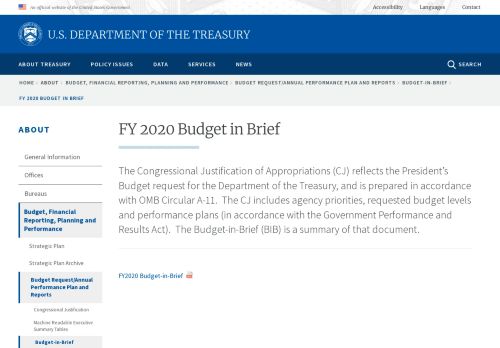 An official website of the United States Government
Accessibility
Languages
Contact
U.S. DEPARTMENT OF THE TREASURY
ABOUT TREASURY
POLICY ISSUES
DATA
SERVICES
NEWS
SEARCH
HOME › ABOUT › BUDGET, FINANCIAL REPORTING, PLANNING AND PERFORMANCE › BUDGET REQUEST/ANNUAL PERFORMANCE PLAN AND REPORTS › BUDGET-IN-BRIEF ›
FY 2020 BUDGET IN BRIEF
ABOUT
General Information
Offices
Bureaus
Budget, Financial
Reporting, Planning and
Performance
Strategic Plan
Strategic Plan Archive
Budget Request/Annual
Performance Plan and
Reports
Congressional Justification
Machine Readable Executive
Summary Tables
Budget-in-Brief
FY 2020 Budget in Brief
The Congressional Justification of Appropriations (CJ) reflects the President's
Budget request for the Department of the Treasury, and is prepared in accordance
with OMB Circular A-11. The CJ includes agency priorities, requested budget levels
and performance plans (in accordance with the Government Performance and
Results Act). The Budget-in-Brief (BIB) is a summary of that document.
FY2020 Budget-in-Brief